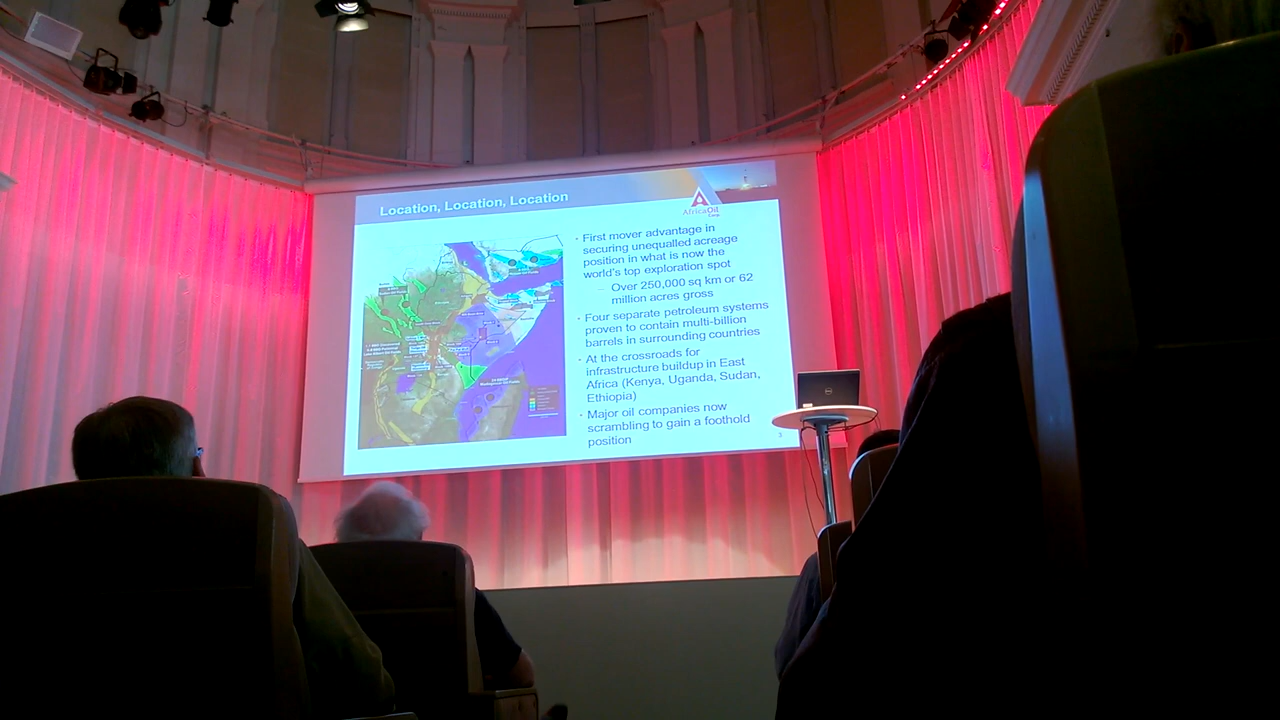 Location, Location, Location
AfricaOil
Corp.
· First mover advantage in
securing unequalled acreage
position in what is now the
world's top exploration spot
– Over 250,000 sq km or 62
million acres gross
· Four separate petroleum systems
proven to contain multi-billion
barrels in surrounding countries
· At the crossroads for
infrastructure buildup in East
Africa (Kenya, Uganda, Sudan,
Ethiopia)
· Major oil companies now
scrambling to gain a foothold
position
3